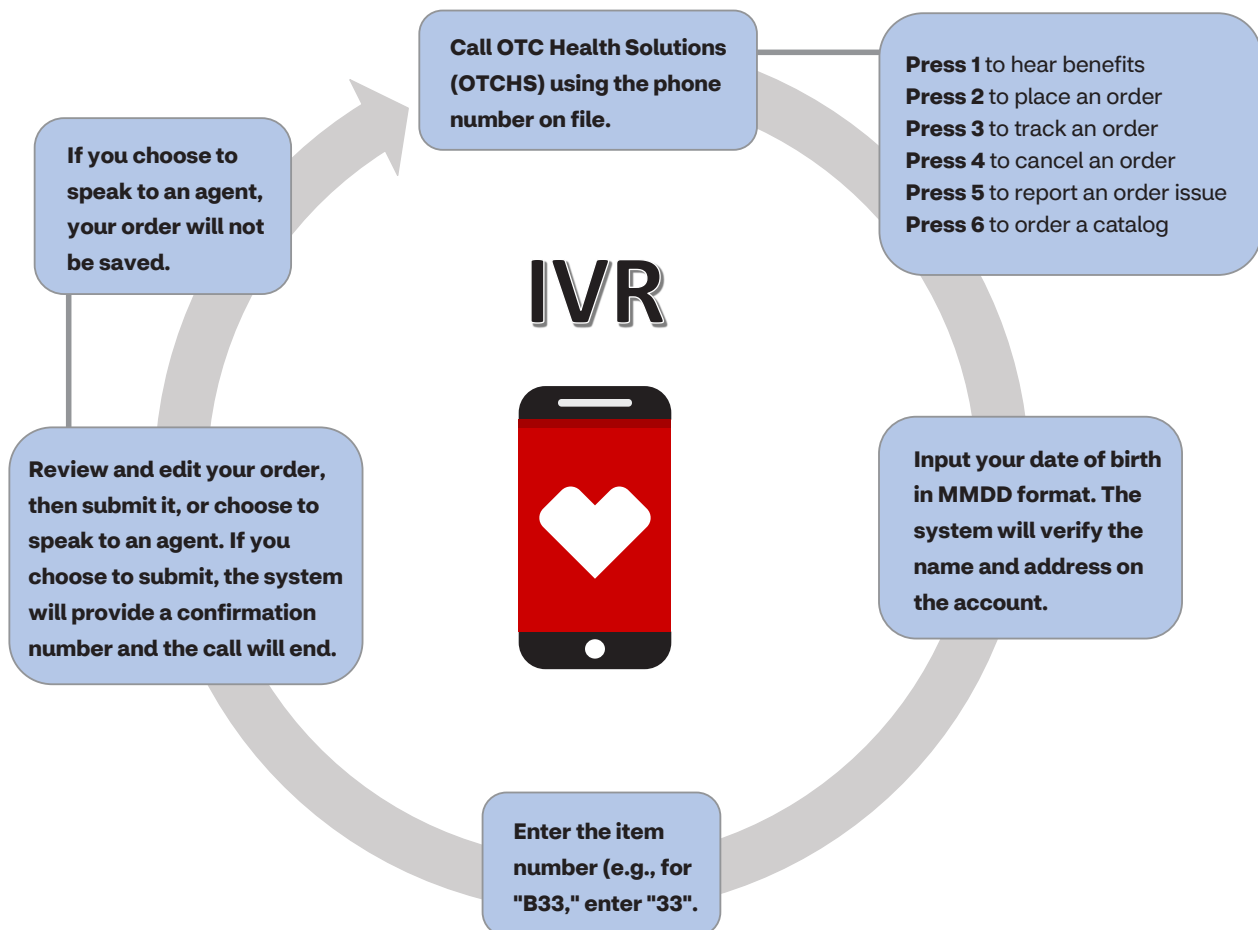 Call OTC Health Solutions
(OTCHS) using the phone
number on file.
Press 1 to hear benefits
Press 2 to place an order
Press 3 to track an order
Press 4 to cancel an order
Press 5 to report an order issue
Press 6 to order a catalog
If you choose to
speak to an agent,
your order will not
be saved.
IVR
Review and edit your order,
then submit it, or choose to
speak to an agent. If you
choose to submit, the system
will provide a confirmation
number and the call will end.
Input your date of birth
in MMDD format. The
system will verify the
name and address on
the account.
Enter the item
number (e.g., for
"B33," enter "33".